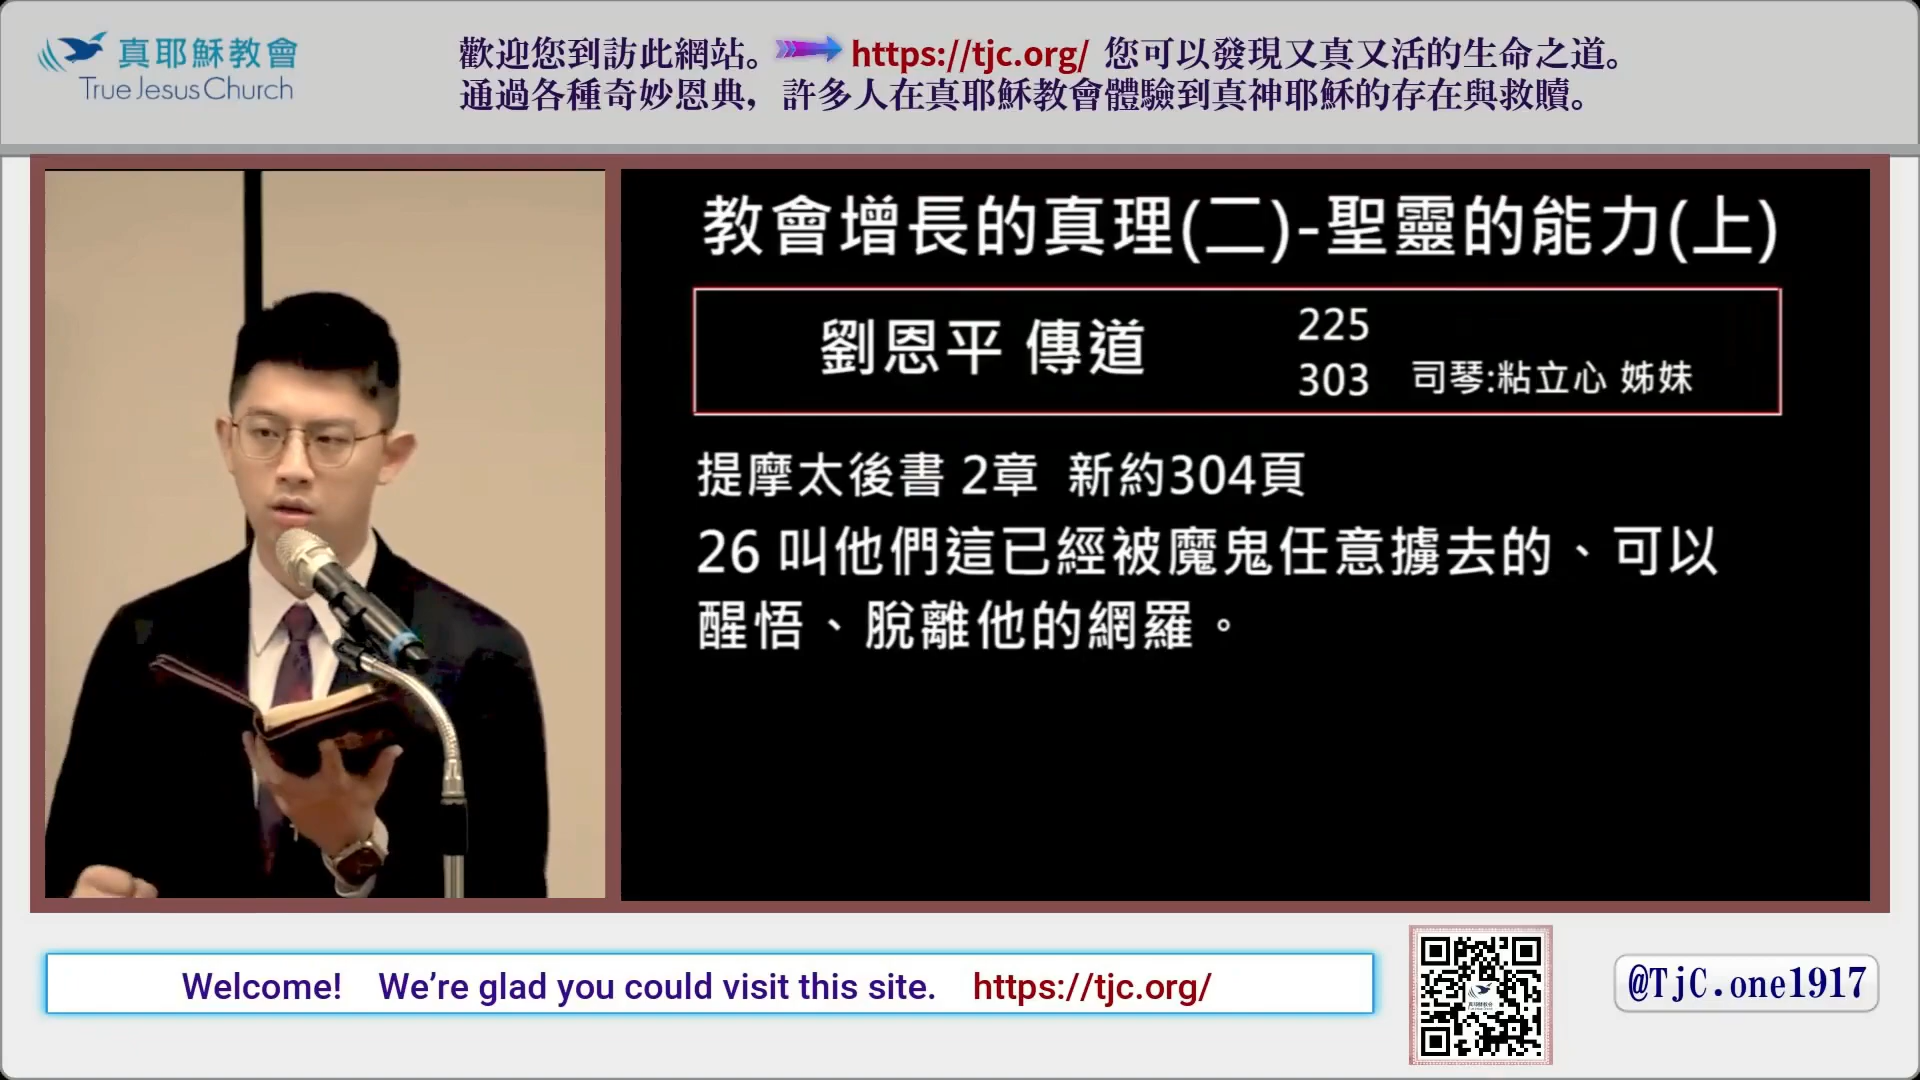 真耶穌教會
True Jesus Church
歡迎您到訪此網站。 https://tjc.org/ 您可以發現又真又活的生命之道。
通過各種奇妙恩典，許多人在真耶穌教會體驗到真神耶穌的存在與救贖。
教會增長的真理(二)-聖靈的能力(上)
劉恩平 傳道
225
303 司琴:粘立心 姊妹
提摩太後書 2章 新約304頁
26 叫他們這已經被魔鬼任意擄去的、可以
醒悟、脫離他的網羅。
Welcome! We’re glad you could visit this site. https://tjc.org/
@TjC.one1917